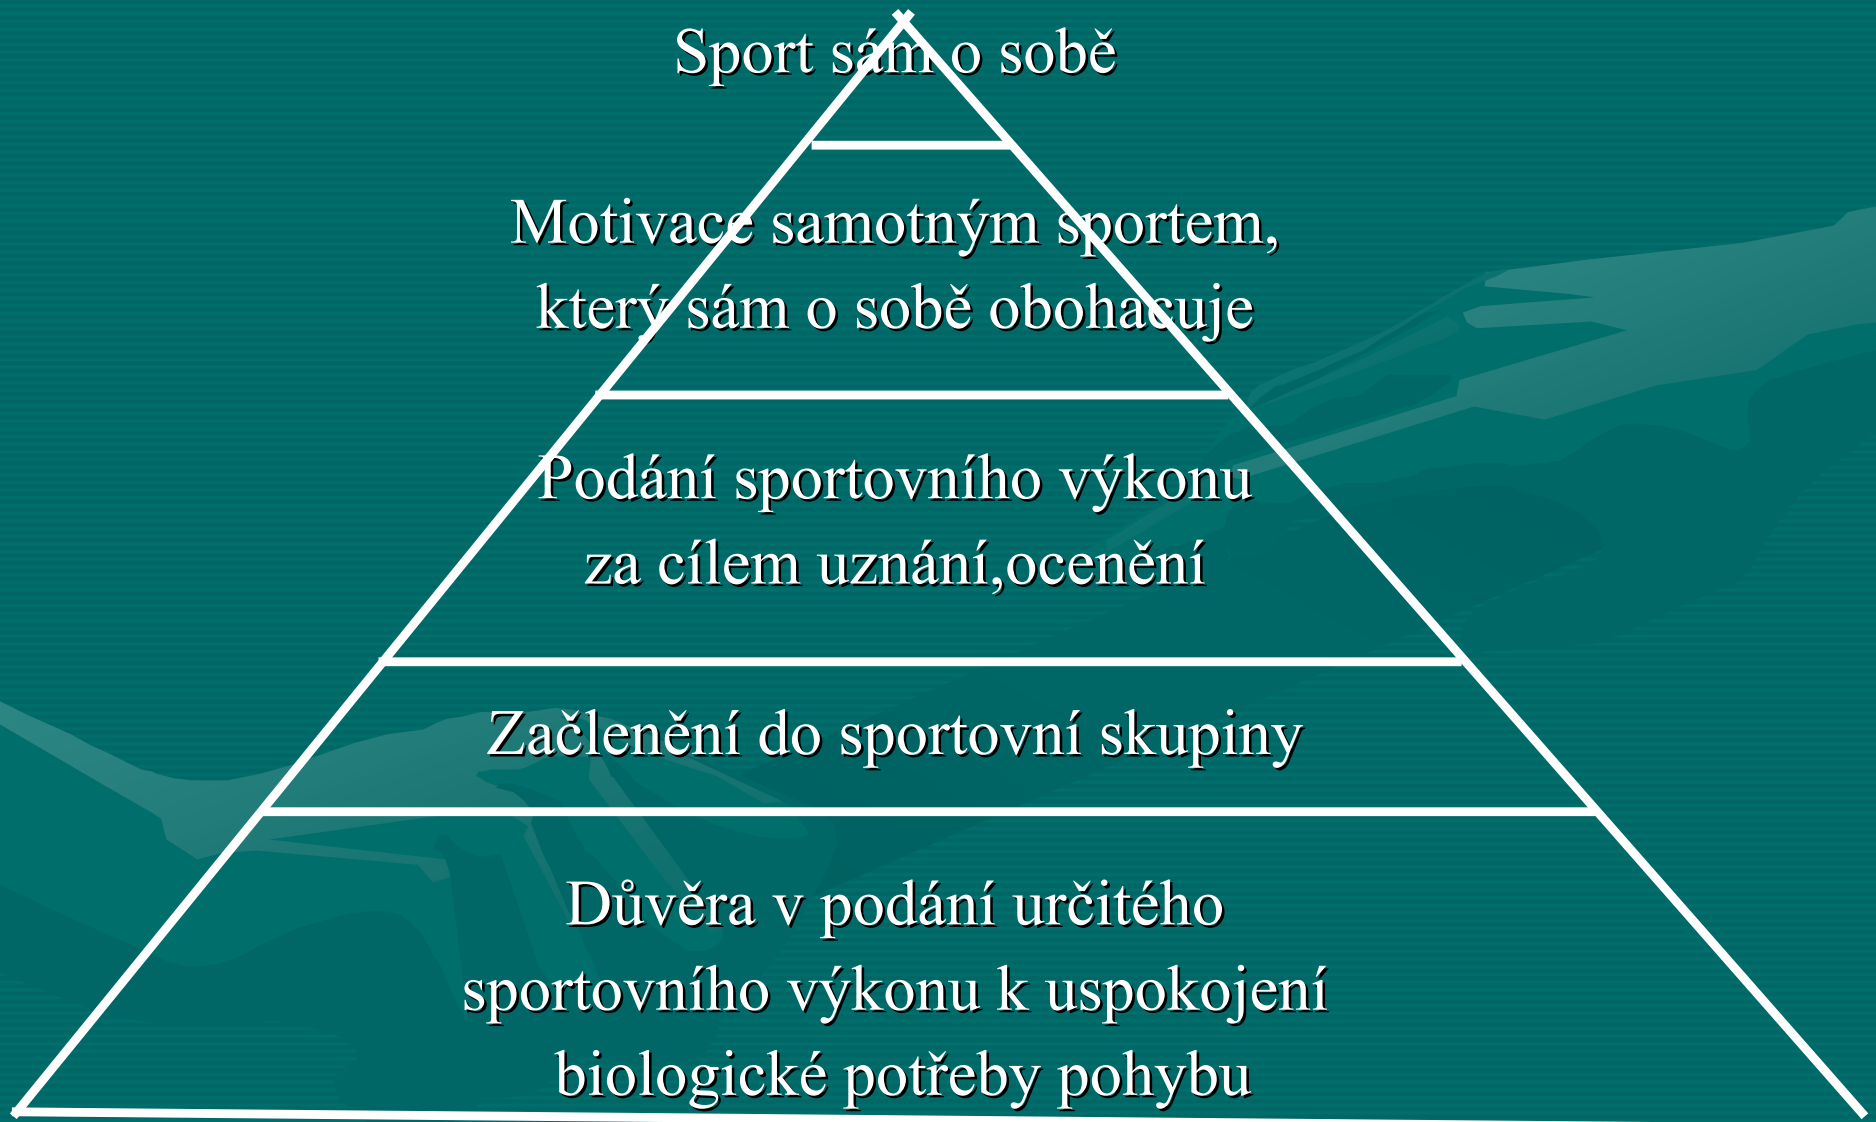 Sport sám o sobě
Motivace samotným sportem,
který sám o sobě obohacuje
Podání sportovního výkonu
za cílem uznání,ocenění
Začlenění do sportovní skupiny
Důvěra v podání určitého
sportovního výkonu k uspokojení
biologické potřeby pohybu